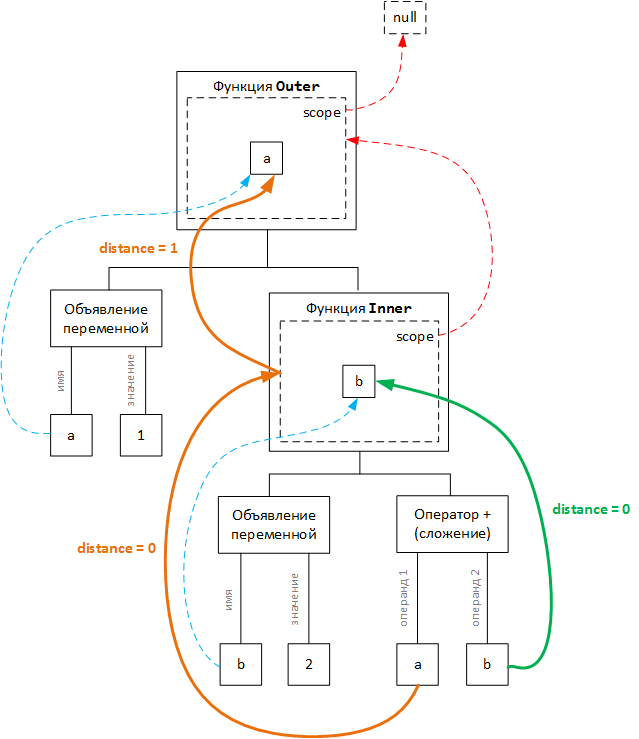 null
Функция Outer
scope
a
distance = 1
Объявление
переменной
Функция Inner
scope
b
имя
значение
a
1
Объявление
переменной
Оператор +
(сложение)
distance = 0
distance = 0
имя
значение
операнд 1
операнд 2
b
2
a
b